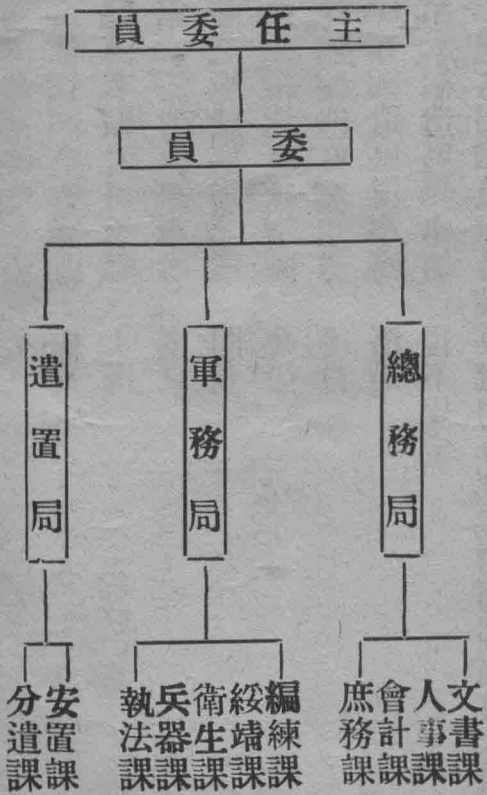 主任委員
委員
總務局
軍務局
遣置局
文書課
人事課
會計課
庶務課
編練課
綏靖課
衛生課
兵器課
執法課
安置課
分遣課